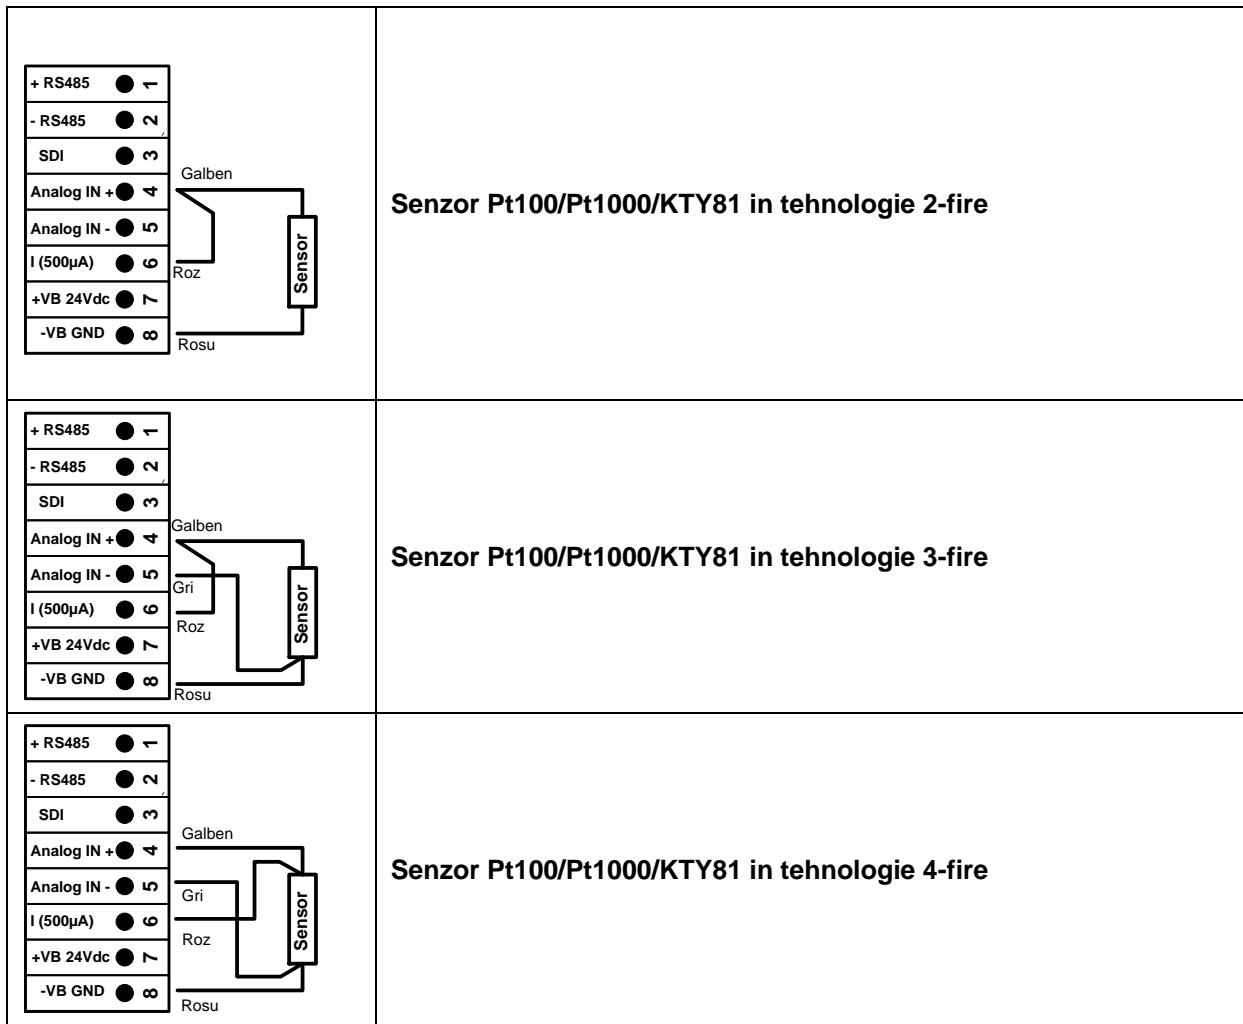 + RS485 1
- RS485 2
SDI 3
Analog IN + 4
Analog IN - 5
I (500µA) 6
+VB 24Vdc 7
-VB GND 8
Galben
Roz
Rosu
Sensor
Senzor Pt100/Pt1000/KTY81 in tehnologie 2-fire
+ RS485 1
- RS485 2
SDI 3
Analog IN + 4
Analog IN - 5
I (500µA) 6
+VB 24Vdc 7
-VB GND 8
Galben
Gri
Roz
Rosu
Sensor
Senzor Pt100/Pt1000/KTY81 in tehnologie 3-fire
+ RS485 1
- RS485 2
SDI 3
Analog IN + 4
Analog IN - 5
I (500µA) 6
+VB 24Vdc 7
-VB GND 8
Galben
Gri
Roz
Rosu
Sensor
Senzor Pt100/Pt1000/KTY81 in tehnologie 4-fire